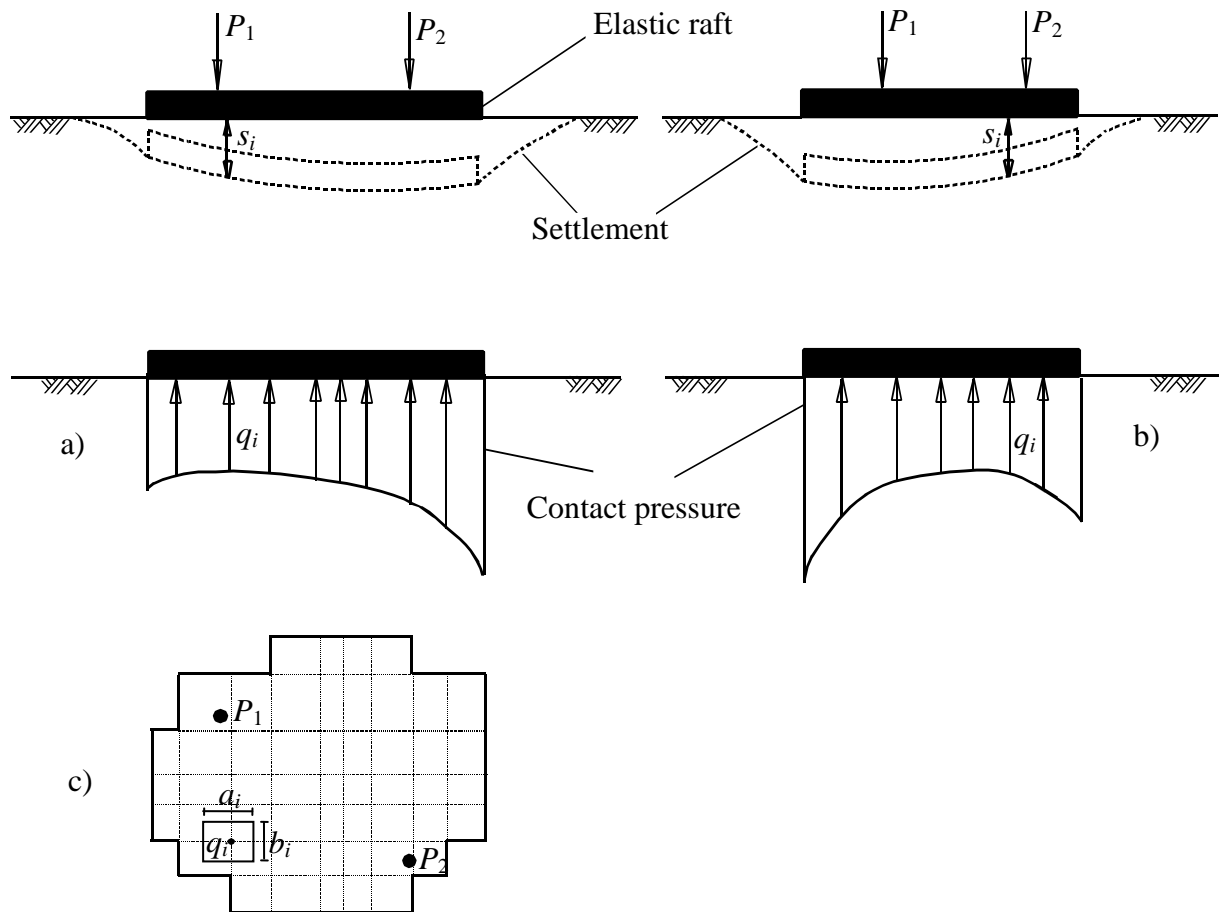 P1
P2
Elastic raft
P1
P2
si
si
Settlement
a)
qi
qi
b)
Contact pressure
P1
c)
ai
qi
bi
P2